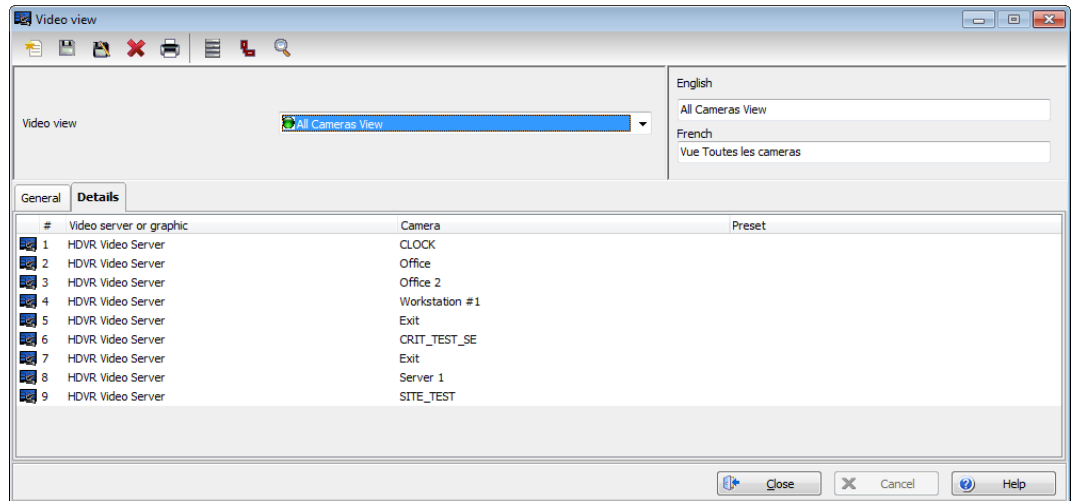 Video view
English
All Cameras View
Video view All Cameras View
French
Vue Toutes les cameras
General Details
# Video server or graphic Camera Preset
1 HDVR Video Server CLOCK
2 HDVR Video Server Office
3 HDVR Video Server Office 2
4 HDVR Video Server Workstation #1
5 HDVR Video Server Exit
6 HDVR Video Server CRIT_TEST_SE
7 HDVR Video Server Exit
8 HDVR Video Server Server 1
9 HDVR Video Server SITE_TEST
Close Cancel Help